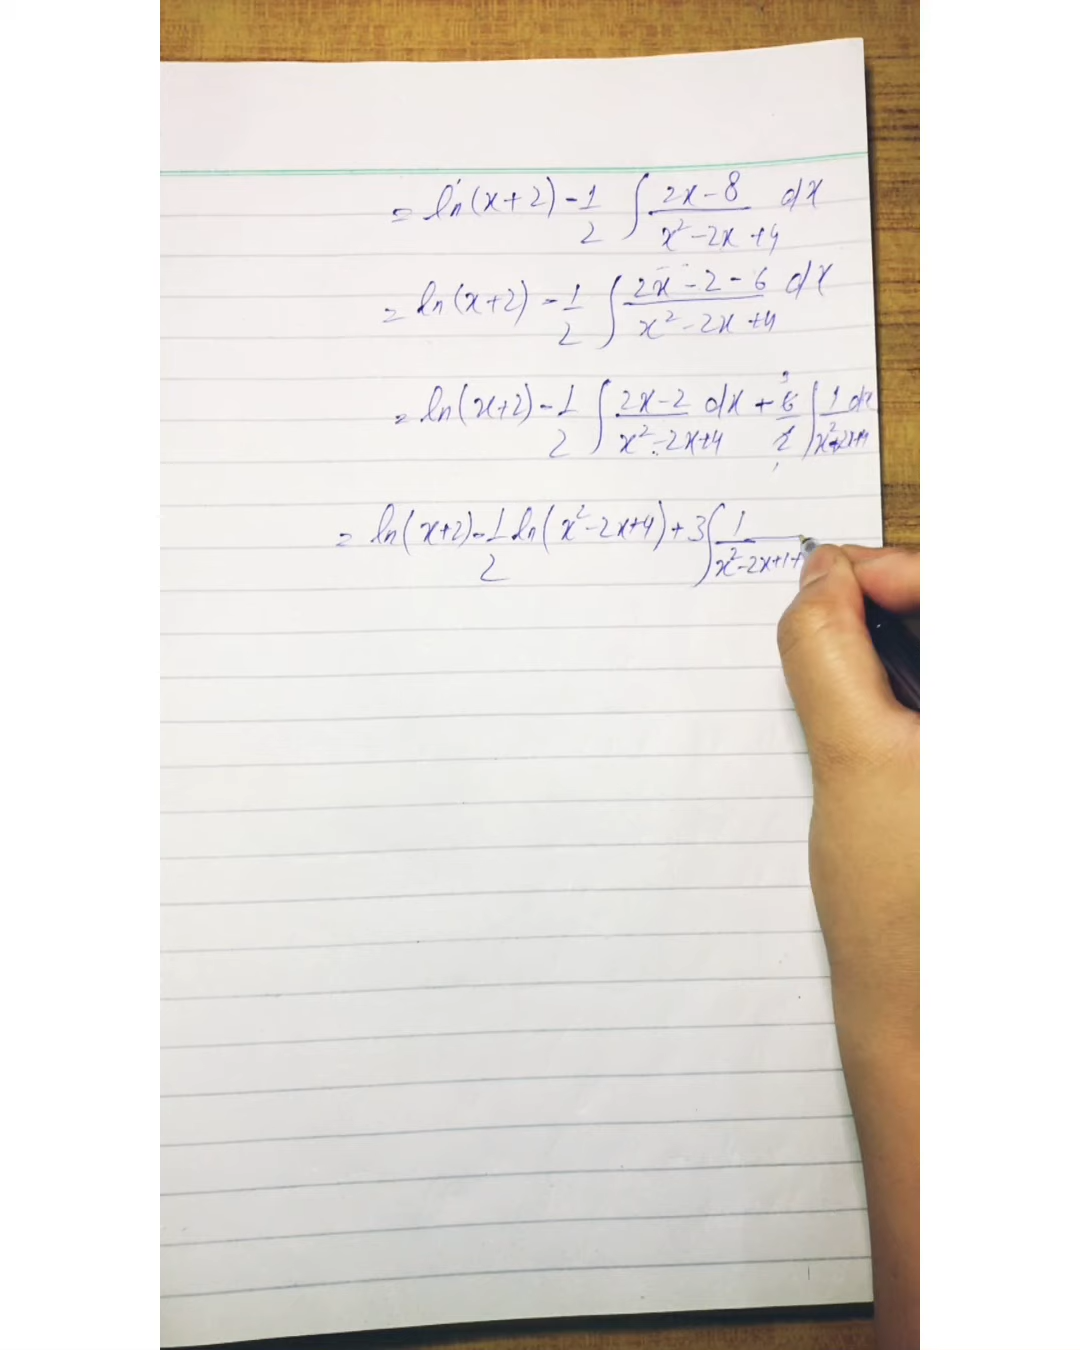 = ln(x+2) - 1/2 ∫ (2x-8)/(x²-2x+4) dx
= ln(x+2) - 1/2 ∫ (2x-2-6)/(x²-2x+4) dx
= ln(x+2) - 1/2 ∫ (2x-2)/(x²-2x+4) dx + 6/2 ∫ 1/(x²-2x+4) dx
= ln(x+2) - 1/2 ln(x²-2x+4) + 3∫ 1/(x²-2x+1+